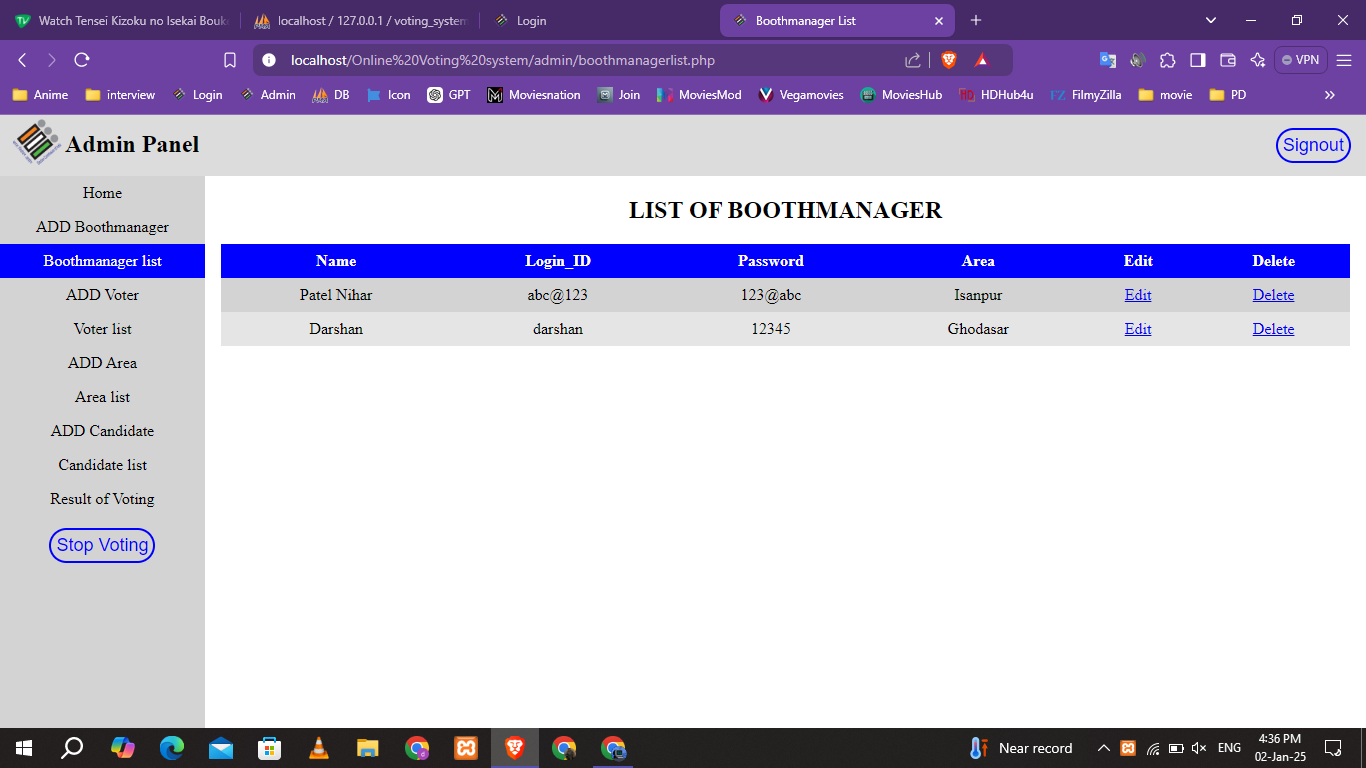 Watch Tensei Kizoku no Isekai Bouk
localhost / 127.0.0.1 / voting_system
Login
Boothmanager List
localhost/Online%20Voting%20system/admin/boothmanagerlist.php
VPN
Anime interview Login Admin DB Icon GPT Moviesnation Join MoviesMod Vegamovies MoviesHub HDHub4u FilmyZilla movie PD
Admin Panel
Signout
Home
ADD Boothmanager
Boothmanager list
ADD Voter
Voter list
ADD Area
Area list
ADD Candidate
Candidate list
Result of Voting
Stop Voting
LIST OF BOOTHMANAGER
Name Login_ID Password Area Edit Delete
Patel Nihar abc@123 123@abc Isanpur Edit Delete
Darshan darshan 12345 Ghodasar Edit Delete
Near record
ENG
4:36 PM
02-Jan-25